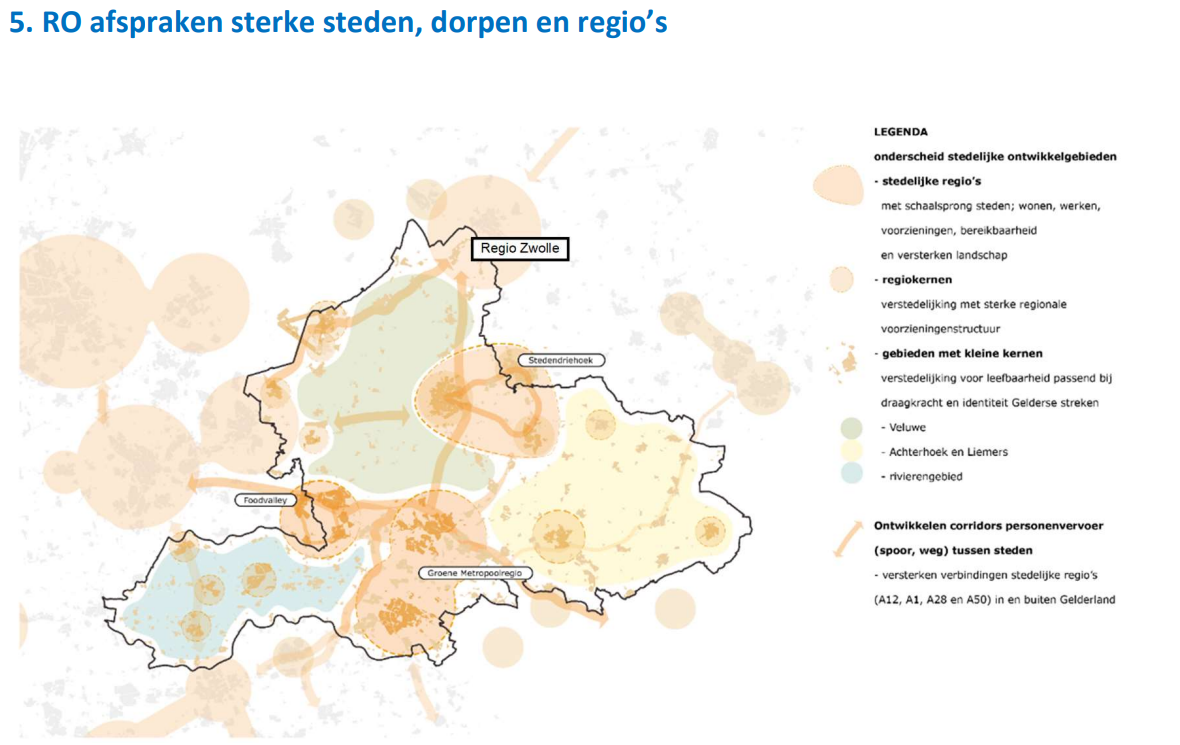 5. RO afspraken sterke steden, dorpen en regio’s
Regio Zwolle
Stedendriehoek
Foodvalley
Groene Metropoolregio
LEGENDA
onderscheid stedelijke ontwikkelgebieden
- stedelijke regio’s
met schaalsprong steden; wonen, werken,
voorzieningen, bereikbaarheid
en versterken landschap
- regiokernen
verstedelijking met sterke regionale
voorzieningenstructuur
- gebieden met kleine kernen
verstedelijking voor leefbaarheid passend bij
draagkracht en identiteit Gelderse streken
- Veluwe
- Achterhoek en Liemers
- rivierengebied
Ontwikkelen corridors personenvervoer
(spoor, weg) tussen steden
- versterken verbindingen stedelijke regio’s
(A12, A1, A28 en A50) in en buiten Gelderland